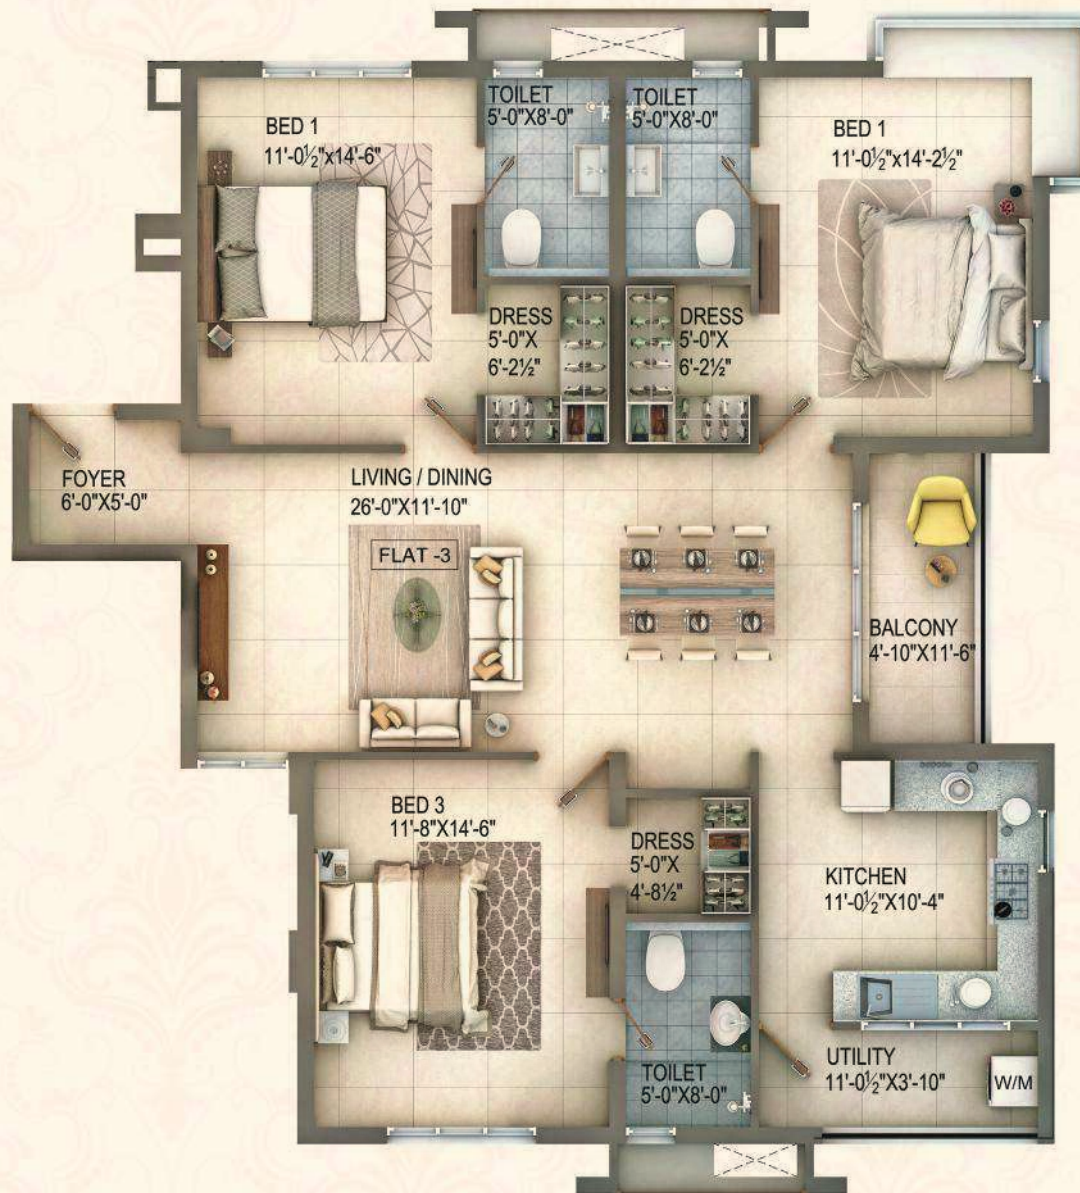 TOILET
5'-0"X8'-0"
TOILET
5'-0"X8'-0"
BED 1
11'-0½"x14'-6"
BED 1
11'-0½"x14'-2½"
DRESS
5'-0"X
6'-2½"
DRESS
5'-0"X
6'-2½"
FOYER
6'-0"X5'-0"
LIVING / DINING
26'-0"X11'-10"
FLAT -3
BALCONY
4'-10"X11'-6"
BED 3
11'-8"X14'-6"
DRESS
5'-0"X
4'-8½"
KITCHEN
11'-0½"X10'-4"
TOILET
5'-0"X8'-0"
UTILITY
11'-0½"X3'-10"
W/M